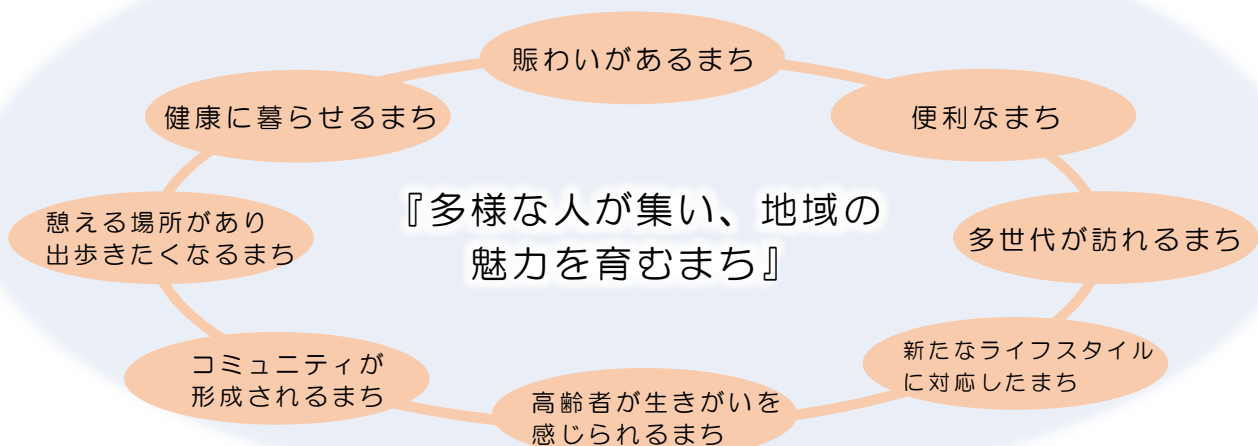 賑わいがあるまち
健康に暮らせるまち
便利なまち
『多様な人が集い、地域の
魅力を育むまち』
憩える場所があり
出歩きたくなるまち
多世代が訪れるまち
コミュニティが
形成されるまち
新たなライフスタイル
に対応したまち
高齢者が生きがいを
感じられるまち